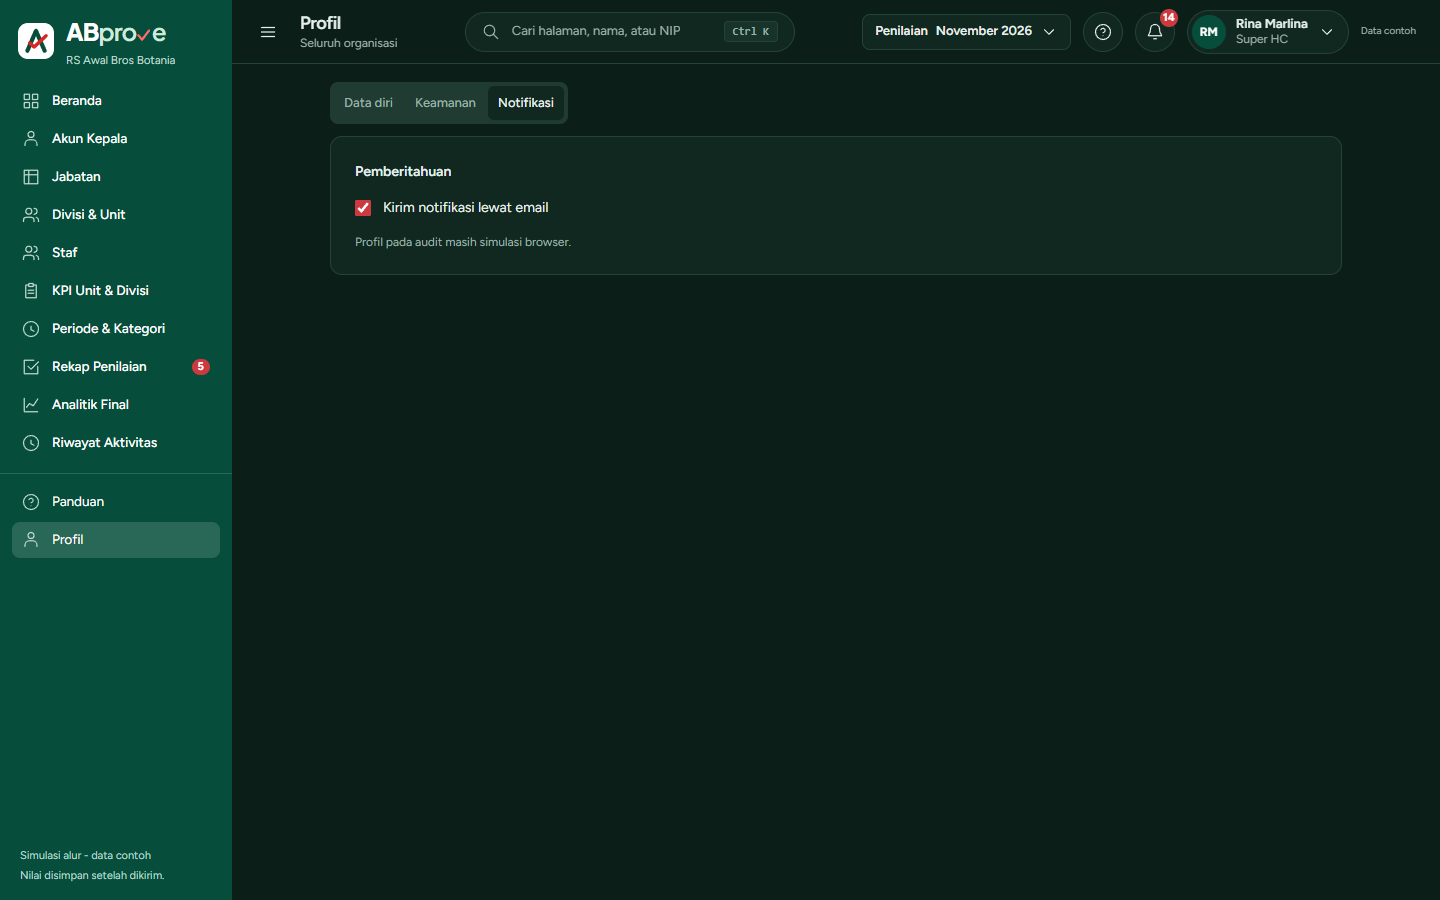 ABprove
RS Awal Bros Botania
Beranda
Akun Kepala
Jabatan
Divisi & Unit
Staf
KPI Unit & Divisi
Periode & Kategori
Rekap Penilaian 5
Analitik Final
Riwayat Aktivitas
Panduan
Profil
Simulasi alur - data contoh
Nilai disimpan setelah dikirim.
Profil
Seluruh organisasi
Cari halaman, nama, atau NIP Ctrl K
Penilaian November 2026
14
RM
Rina Marlina
Super HC
Data contoh
Data diri Keamanan Notifikasi
Pemberitahuan
Kirim notifikasi lewat email
Profil pada audit masih simulasi browser.